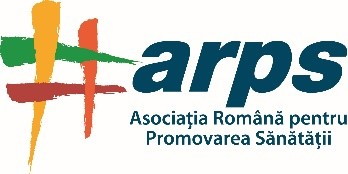 arps
Asociația Română pentru
Promovarea Sănătății